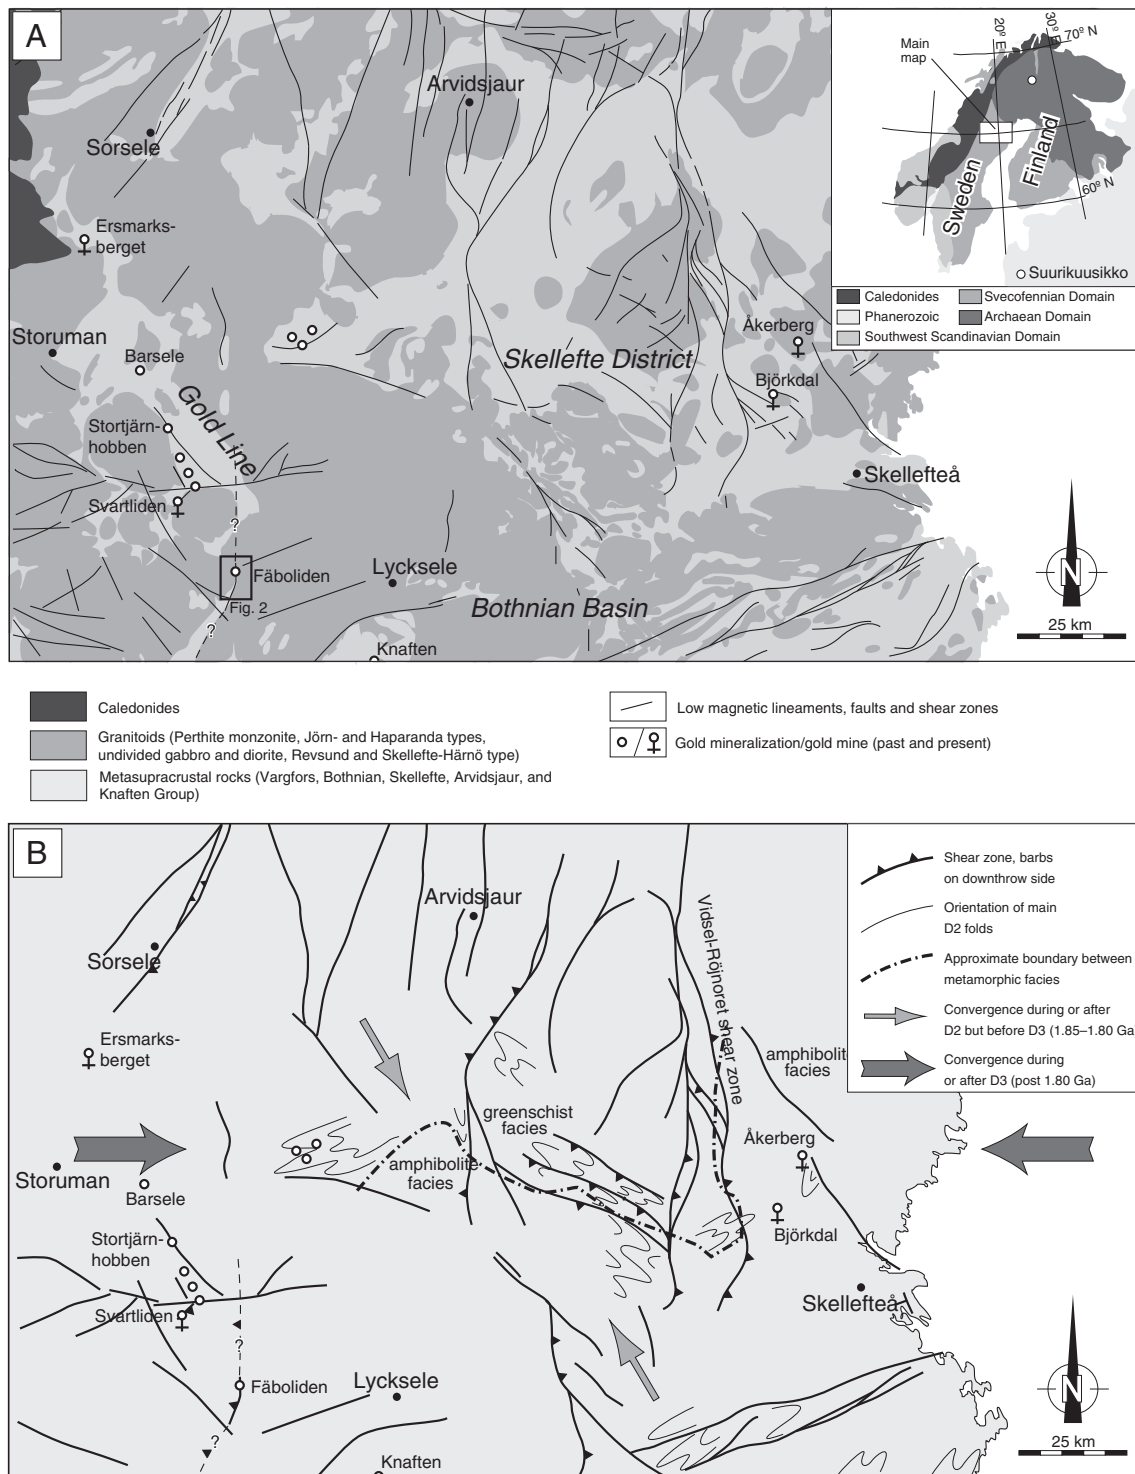 A
Arvidsjaur
Sorsele
Ersmarks-
berget
Storuman
Barsele
Gold Line
Stortjärn-
hobben
Svartliden
?
Fäboliden
Fig. 2
?
Lycksele
Knaften
Skellefte District
Bothnian Basin
Åkerberg
Björkdal
Skellefteå
N
25 km
Main
map
20º E
30º E
70º N
60º N
Sweden
Finland
Suurikuusikko
Caledonides
Svecofennian Domain
Phanerozoic
Archaean Domain
Southwest Scandinavian Domain
Caledonides
Granitoids (Perthite monzonite, Jörn- and Haparanda types,
undivided gabbro and diorite, Revsund and Skellefte-Härnö type)
Metasupracrustal rocks (Vargfors, Bothnian, Skellefte, Arvidsjaur, and
Knaften Group)
Low magnetic lineaments, faults and shear zones
Gold mineralization/gold mine (past and present)
B
Arvidsjaur
Sorsele
Ersmarks-
berget
Storuman
Barsele
Stortjärn-
hobben
Svartliden
?
Fäboliden
?
Lycksele
Knaften
greenschist
facies
amphibolite
facies
Vidsel-Röjnoret shear zone
amphibolite
facies
Åkerberg
Björkdal
Skellefteå
N
25 km
Shear zone, barbs
on downthrow side
Orientation of main
D2 folds
Approximate boundary between
metamorphic facies
Convergence during or after
D2 but before D3 (1.85–1.80 Ga
Convergence during
or after D3 (post 1.80 Ga)